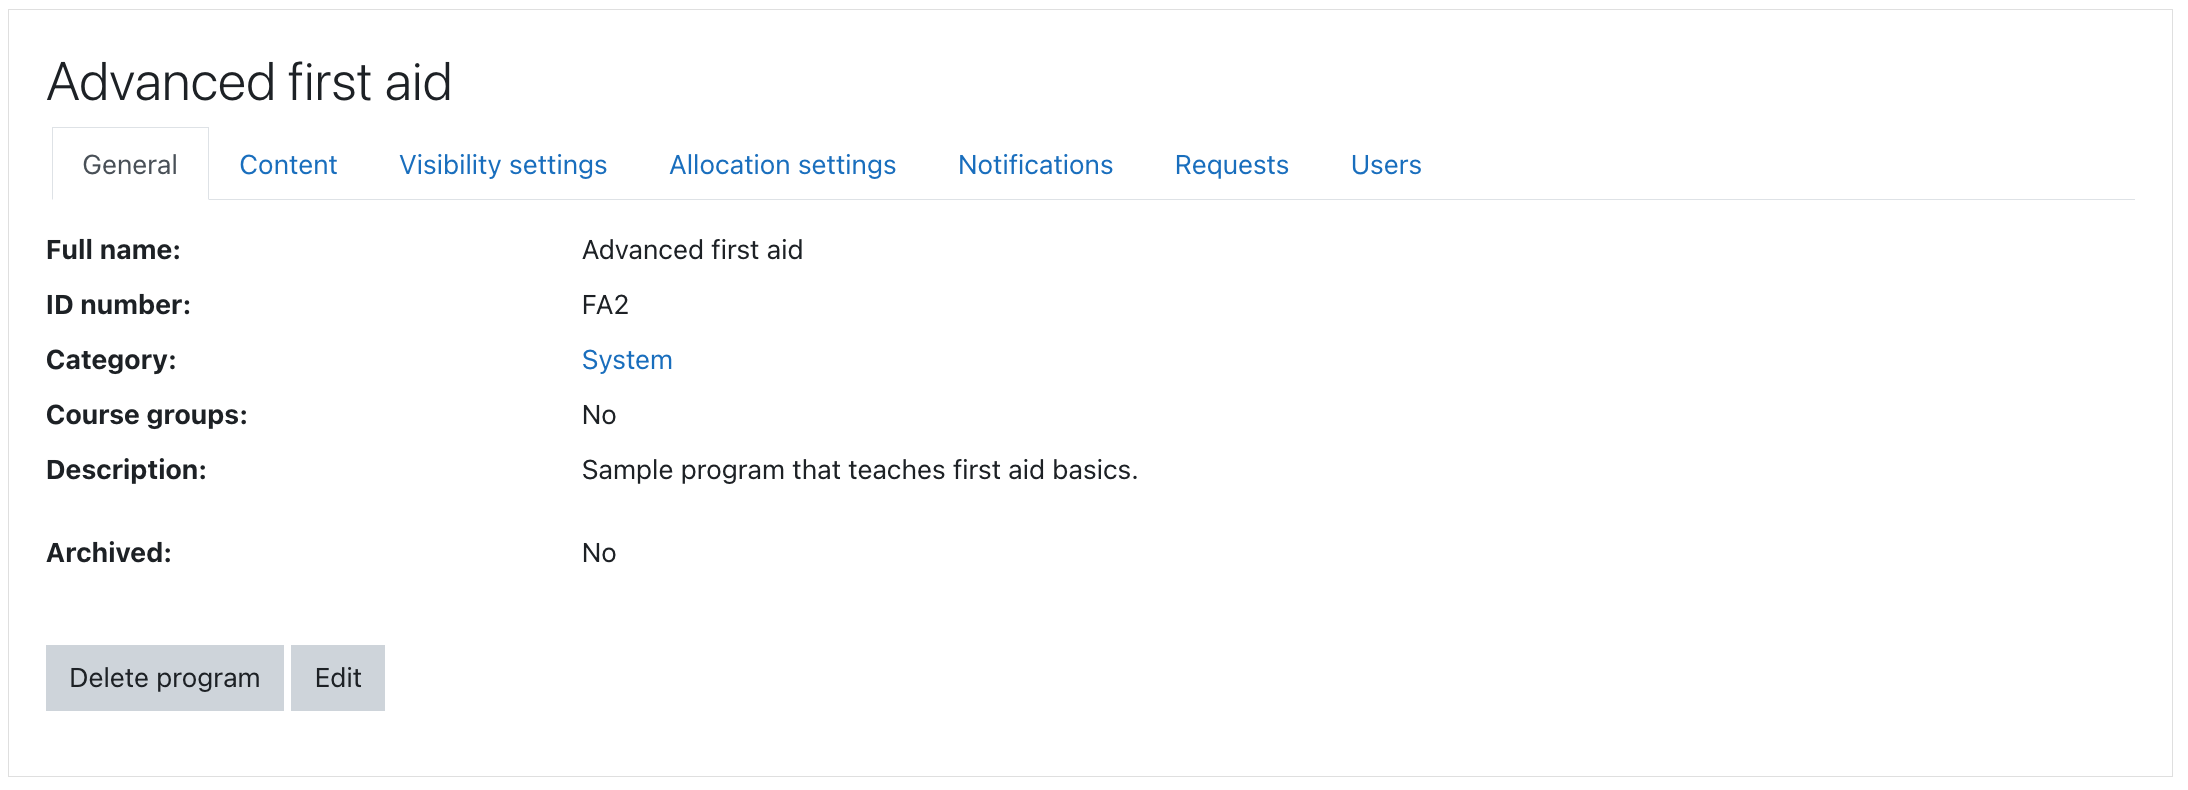 Advanced first aid
General Content Visibility settings Allocation settings Notifications Requests Users
Full name: Advanced first aid
ID number: FA2
Category: System
Course groups: No
Description: Sample program that teaches first aid basics.
Archived: No
Delete program Edit